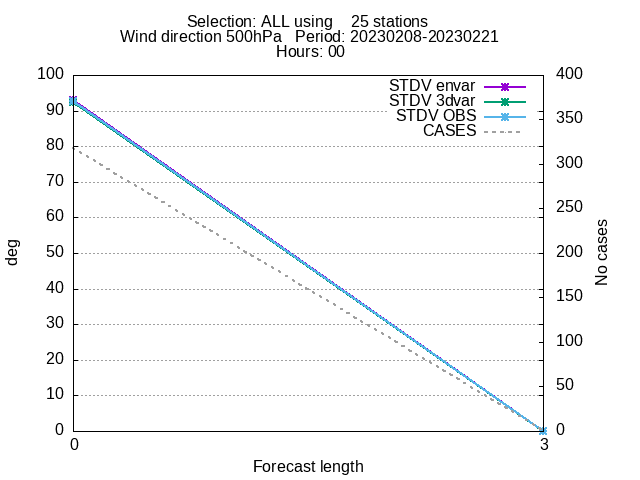 Selection: ALL using    25 stations
Wind direction 500hPa   Period: 20230208-20230221
Hours: 00
100
90
80
70
60
50
40
30
20
10
0
deg
400
350
300
250
200
150
100
50
0
No cases
STDV envar
STDV 3dvar
STDV OBS
CASES
0
3
Forecast length